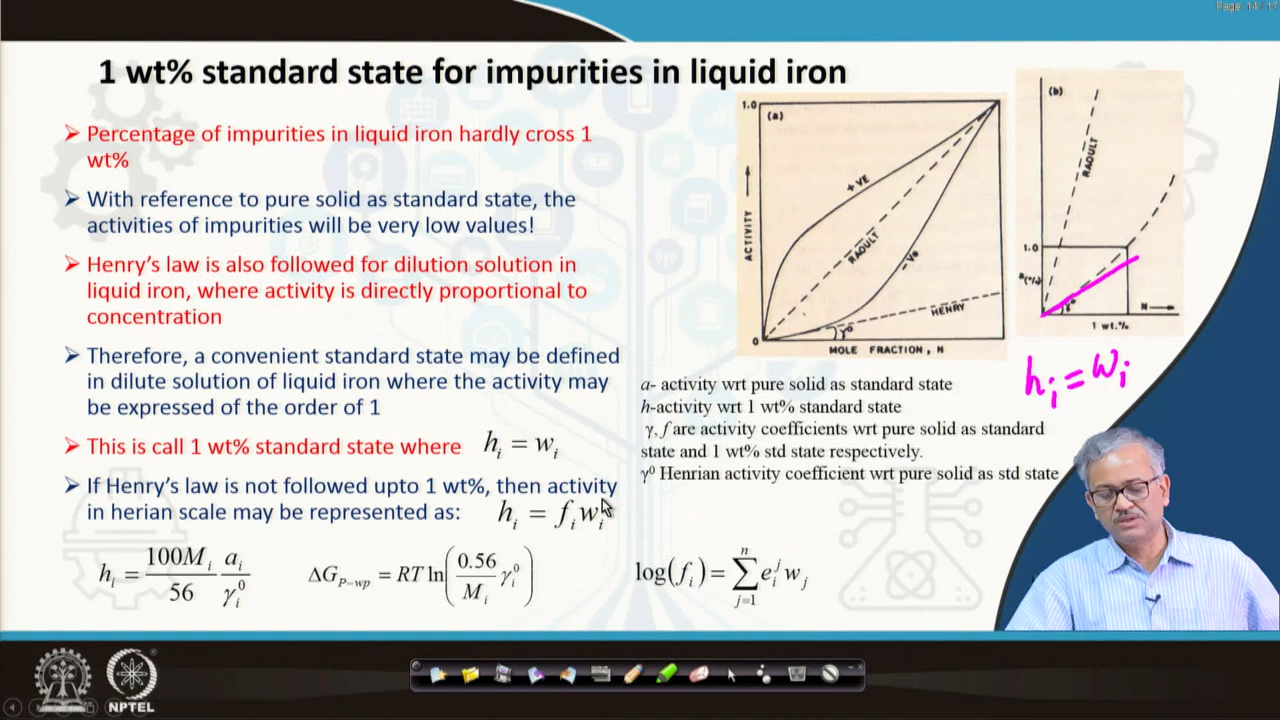 Page: 14 / 17
1 wt% standard state for impurities in liquid iron
Percentage of impurities in liquid iron hardly cross 1
wt%
With reference to pure solid as standard state, the
activities of impurities will be very low values!
Henry's law is also followed for dilution solution in
liquid iron, where activity is directly proportional to
concentration
Therefore, a convenient standard state may be defined
in dilute solution of liquid iron where the activity may
be expressed of the order of 1
This is call 1 wt% standard state where h_i = w_i
If Henry's law is not followed upto 1 wt%, then activity
in herian scale may be represented as: h_i = f_i w_i
h_i = \frac{100M_i}{56} \frac{a_i}{γ_i^0}
ΔG_{P-wp} = RT ln(\frac{0.56}{M_i} γ_i^0)
1.0
(a)
+VE
RAOULT
-VE
HENRY
γ°
ACTIVITY
0
MOLE FRACTION, N
(b)
RAOULT
1.0
γ°
N
1 wt.%
h_i = w_i
a- activity wrt pure solid as standard state
h-activity wrt 1 wt% standard state
γ, f are activity coefficients wrt pure solid as standard
state and 1 wt% std state respectively.
γ⁰ Henrian activity coefficient wrt pure solid as std state
log(f_i) = \sum_{j=1}^{n} e_i^j w_j
NPTEL